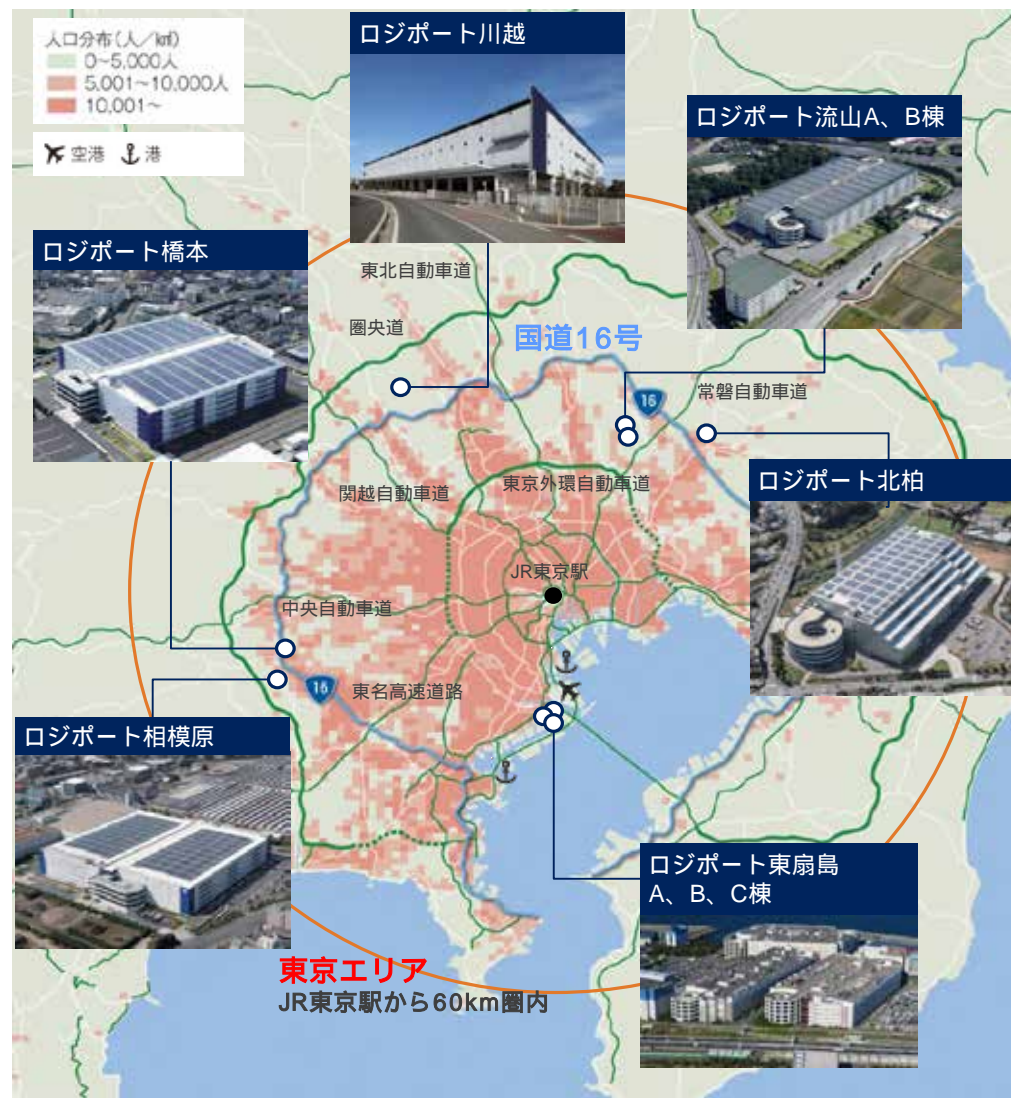 人口分布(人／㎢)
0~5,000人
5,001~10,000人
10,001~
空港 港
ロジポート川越
ロジポート流山A、B棟
ロジポート橋本
東北自動車道
圏央道
国道16号
16
常磐自動車道
関越自動車道
東京外環自動車道
ロジポート北柏
JR東京駅
中央自動車道
16
東名高速道路
ロジポート相模原
ロジポート東扇島
A、B、C棟
東京エリア
JR東京駅から60km圏内